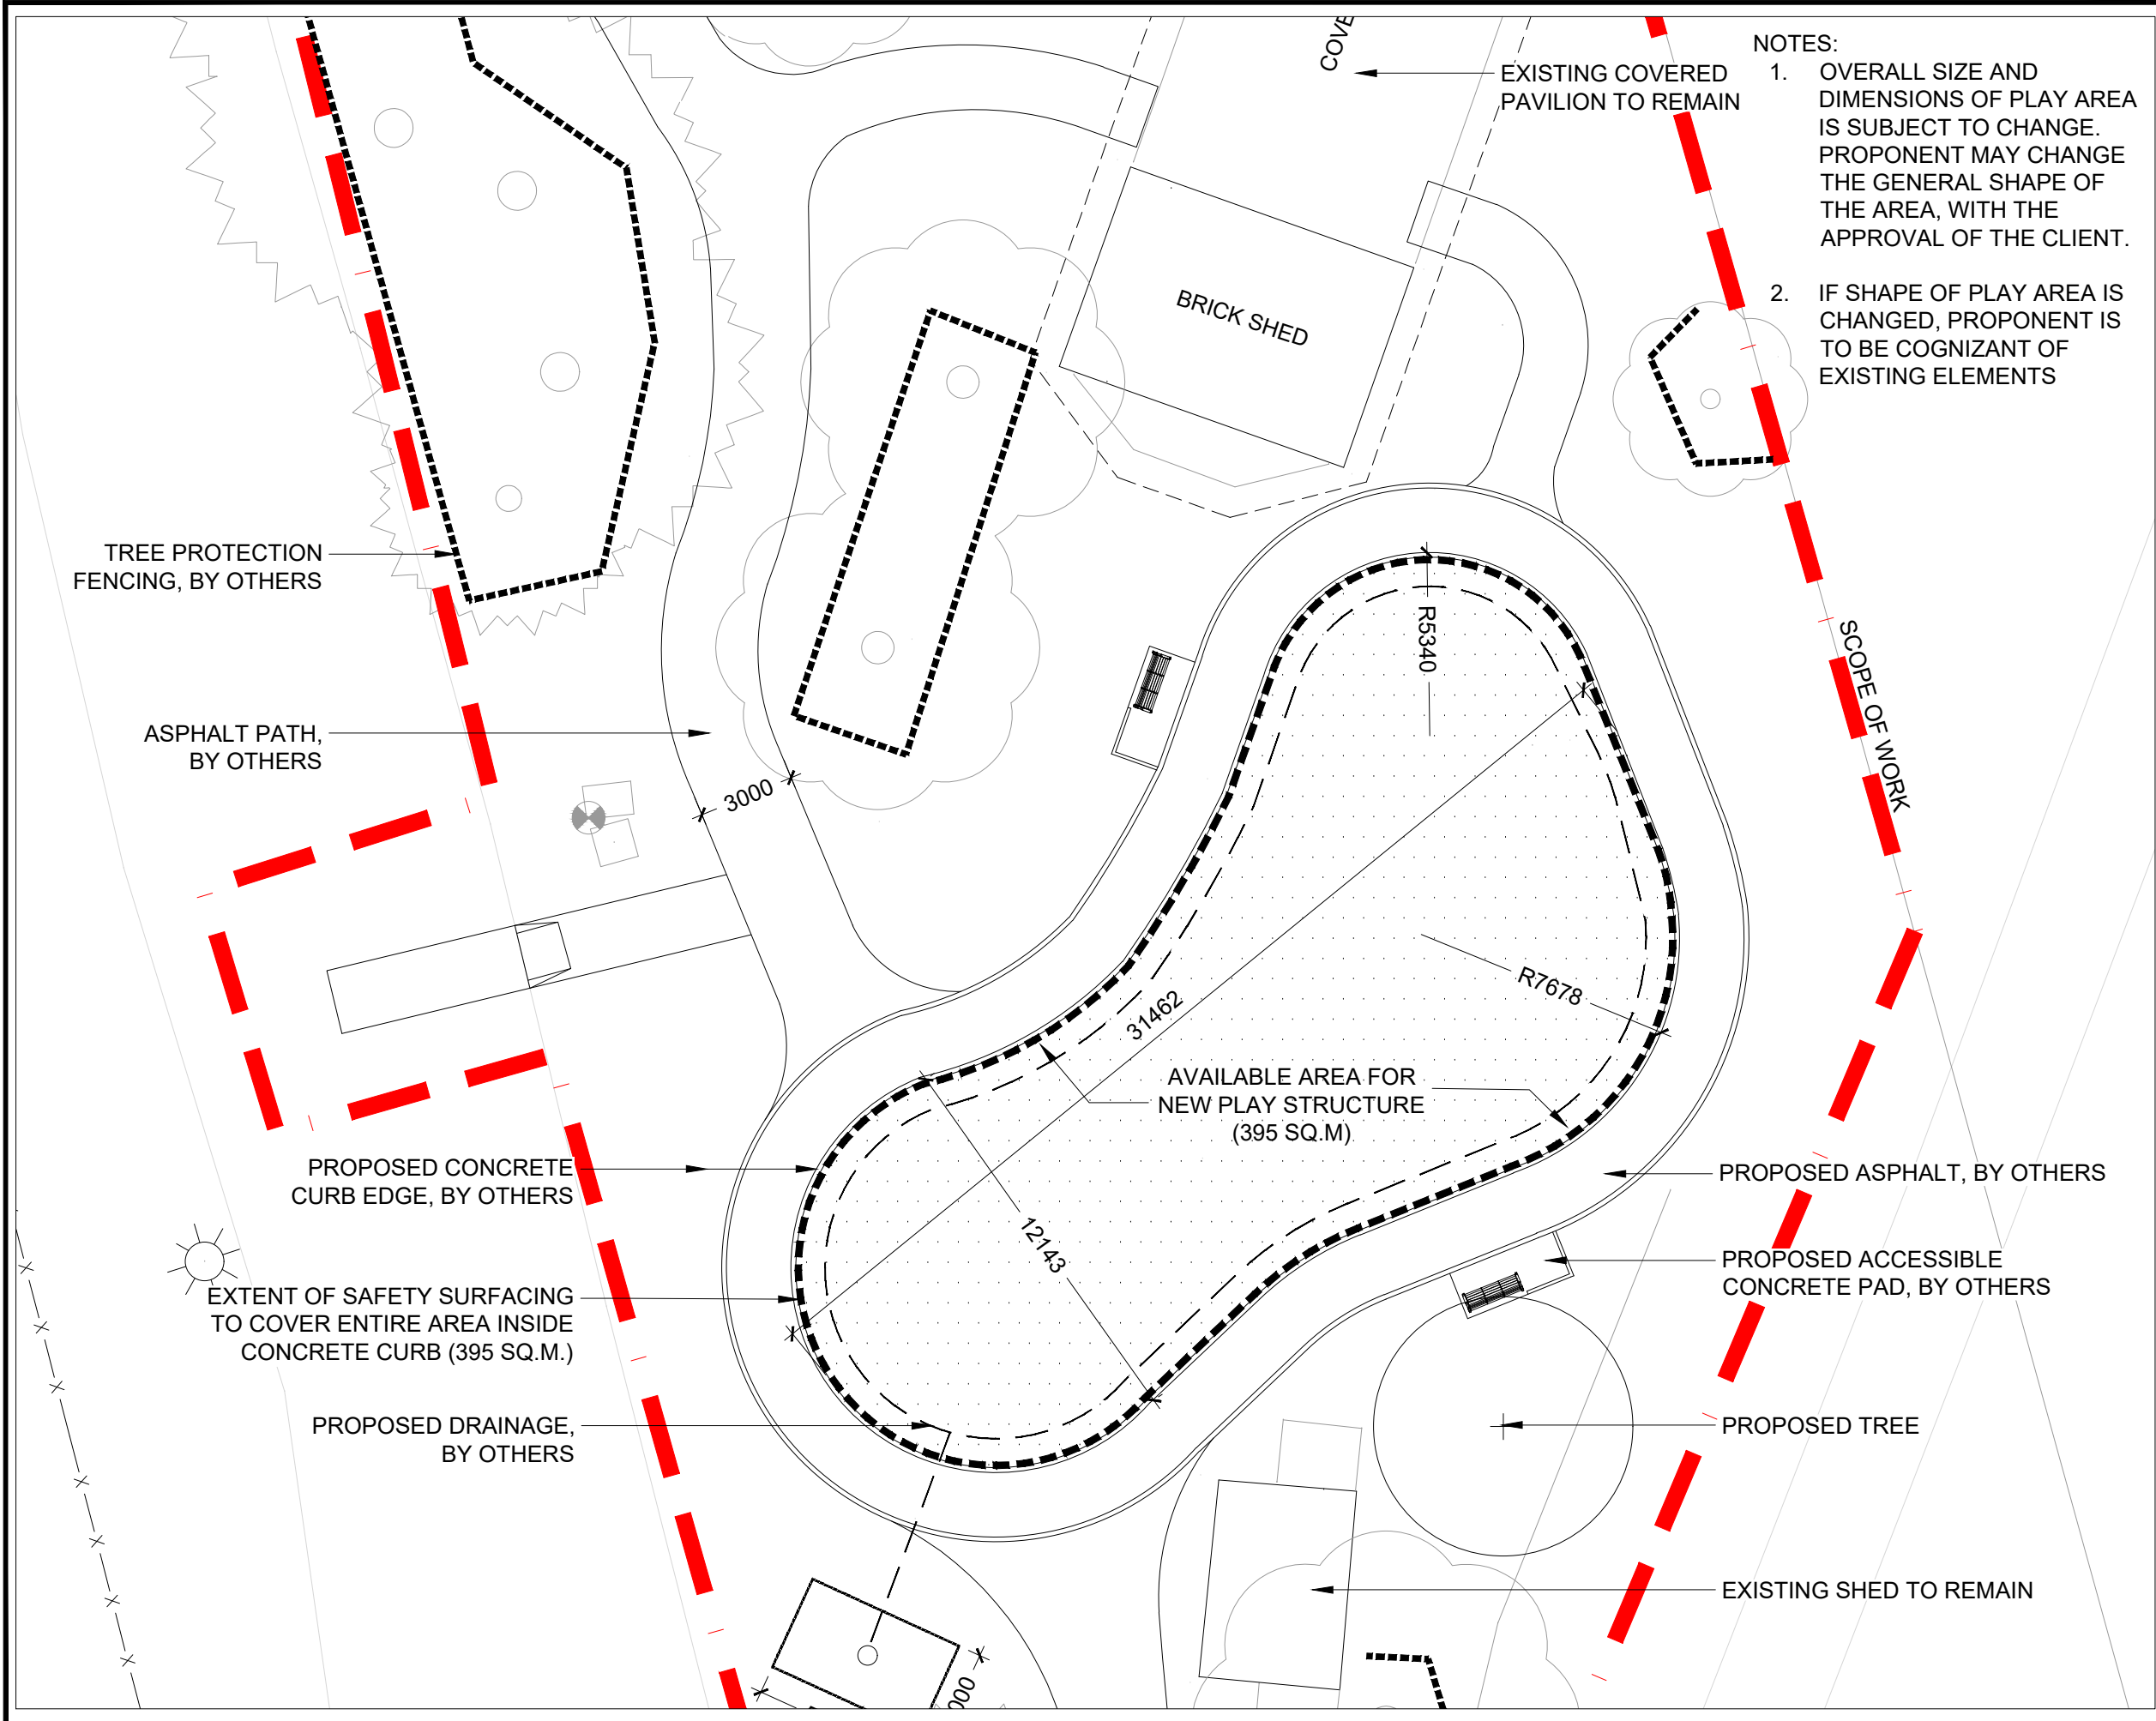 COVE
EXISTING COVERED
PAVILION TO REMAIN
NOTES:
1. OVERALL SIZE AND
DIMENSIONS OF PLAY AREA
IS SUBJECT TO CHANGE.
PROPONENT MAY CHANGE
THE GENERAL SHAPE OF
THE AREA, WITH THE
APPROVAL OF THE CLIENT.
2. IF SHAPE OF PLAY AREA IS
CHANGED, PROPONENT IS
TO BE COGNIZANT OF
EXISTING ELEMENTS
BRICK SHED
TREE PROTECTION
FENCING, BY OTHERS
R5340
SCOPE OF WORK
ASPHALT PATH,
BY OTHERS
3000
R7678
31462
AVAILABLE AREA FOR
NEW PLAY STRUCTURE
(395 SQ.M)
PROPOSED CONCRETE
CURB EDGE, BY OTHERS
PROPOSED ASPHALT, BY OTHERS
12143
PROPOSED ACCESSIBLE
CONCRETE PAD, BY OTHERS
EXTENT OF SAFETY SURFACING
TO COVER ENTIRE AREA INSIDE
CONCRETE CURB (395 SQ.M.)
PROPOSED DRAINAGE,
BY OTHERS
PROPOSED TREE
EXISTING SHED TO REMAIN
000